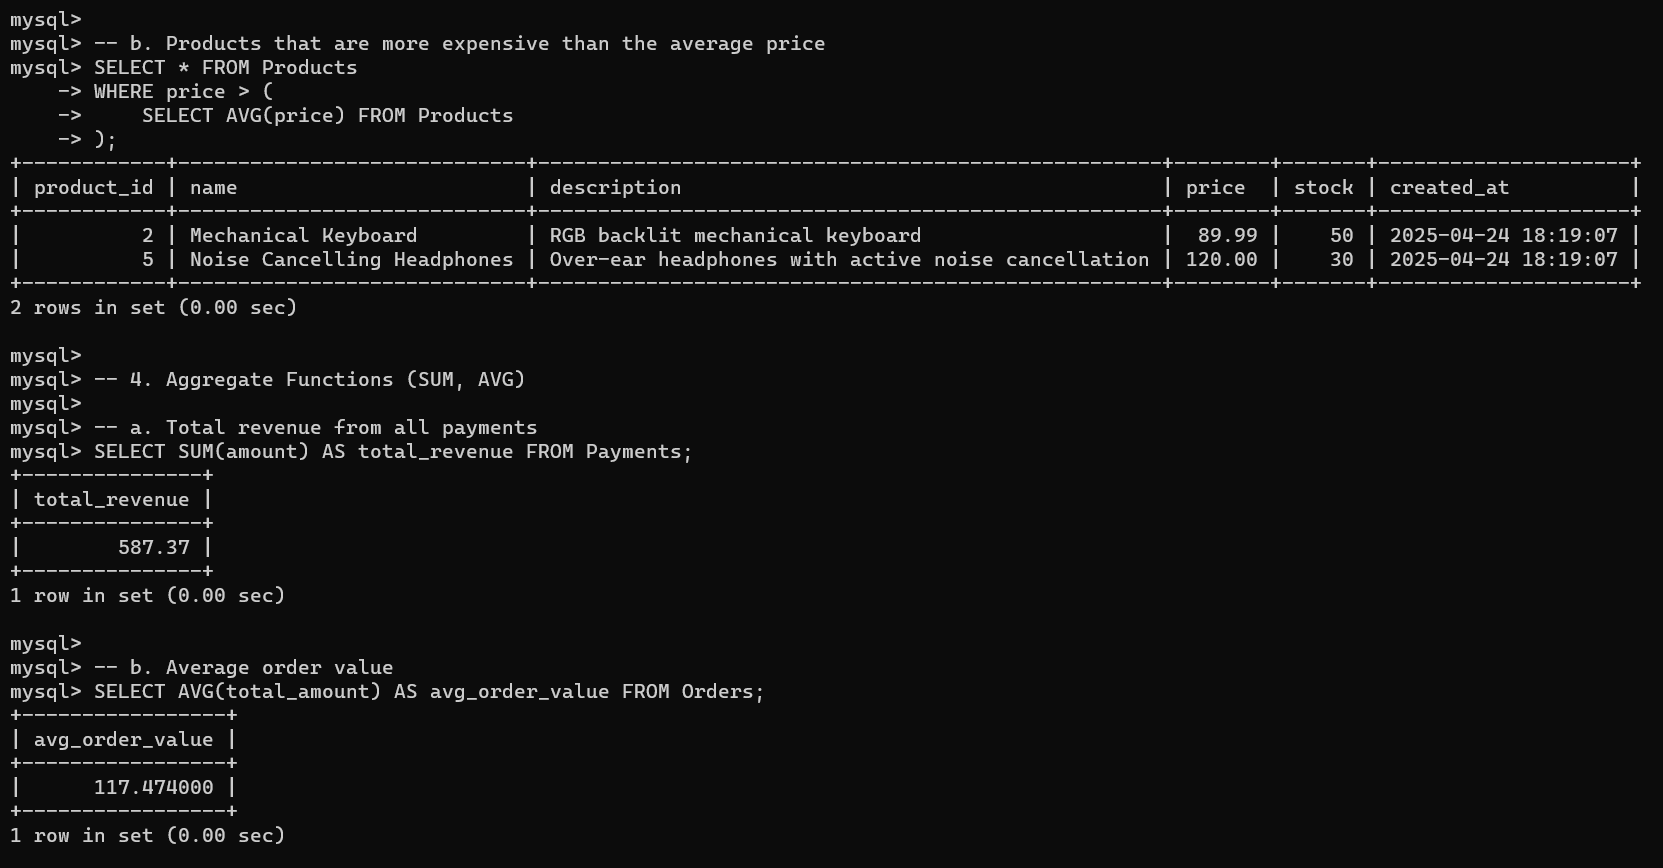 mysql>
mysql> -- b. Products that are more expensive than the average price
mysql> SELECT * FROM Products
    -> WHERE price > (
    ->     SELECT AVG(price) FROM Products
    -> );
+------------+-----------------------------+----------------------------------------------------+--------+-------+---------------------+
| product_id | name                        | description                                        | price  | stock | created_at          |
+------------+-----------------------------+----------------------------------------------------+--------+-------+---------------------+
|          2 | Mechanical Keyboard         | RGB backlit mechanical keyboard                    |  89.99 |    50 | 2025-04-24 18:19:07 |
|          5 | Noise Cancelling Headphones | Over-ear headphones with active noise cancellation | 120.00 |    30 | 2025-04-24 18:19:07 |
+------------+-----------------------------+----------------------------------------------------+--------+-------+---------------------+
2 rows in set (0.00 sec)

mysql>
mysql> -- 4. Aggregate Functions (SUM, AVG)
mysql>
mysql> -- a. Total revenue from all payments
mysql> SELECT SUM(amount) AS total_revenue FROM Payments;
+---------------+
| total_revenue |
+---------------+
|        587.37 |
+---------------+
1 row in set (0.00 sec)

mysql>
mysql> -- b. Average order value
mysql> SELECT AVG(total_amount) AS avg_order_value FROM Orders;
+-----------------+
| avg_order_value |
+-----------------+
|      117.474000 |
+-----------------+
1 row in set (0.00 sec)